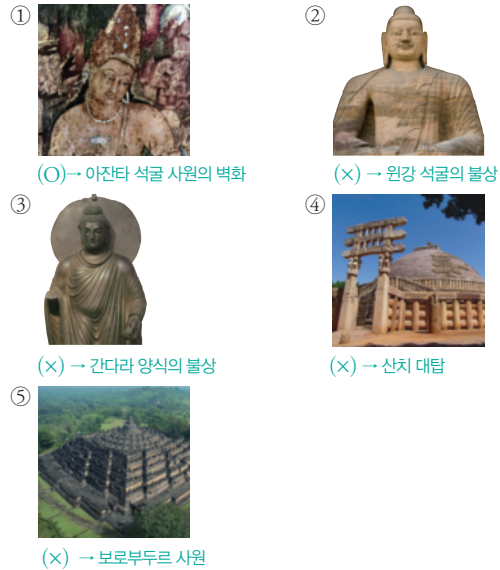 ① ②
(O)→ 아잔타 석굴 사원의 벽화
(×) → 윈강 석굴의 불상
③ ④
(×) → 간다라 양식의 불상
(×) → 산치 대탑
⑤
(×) → 보로부두르 사원